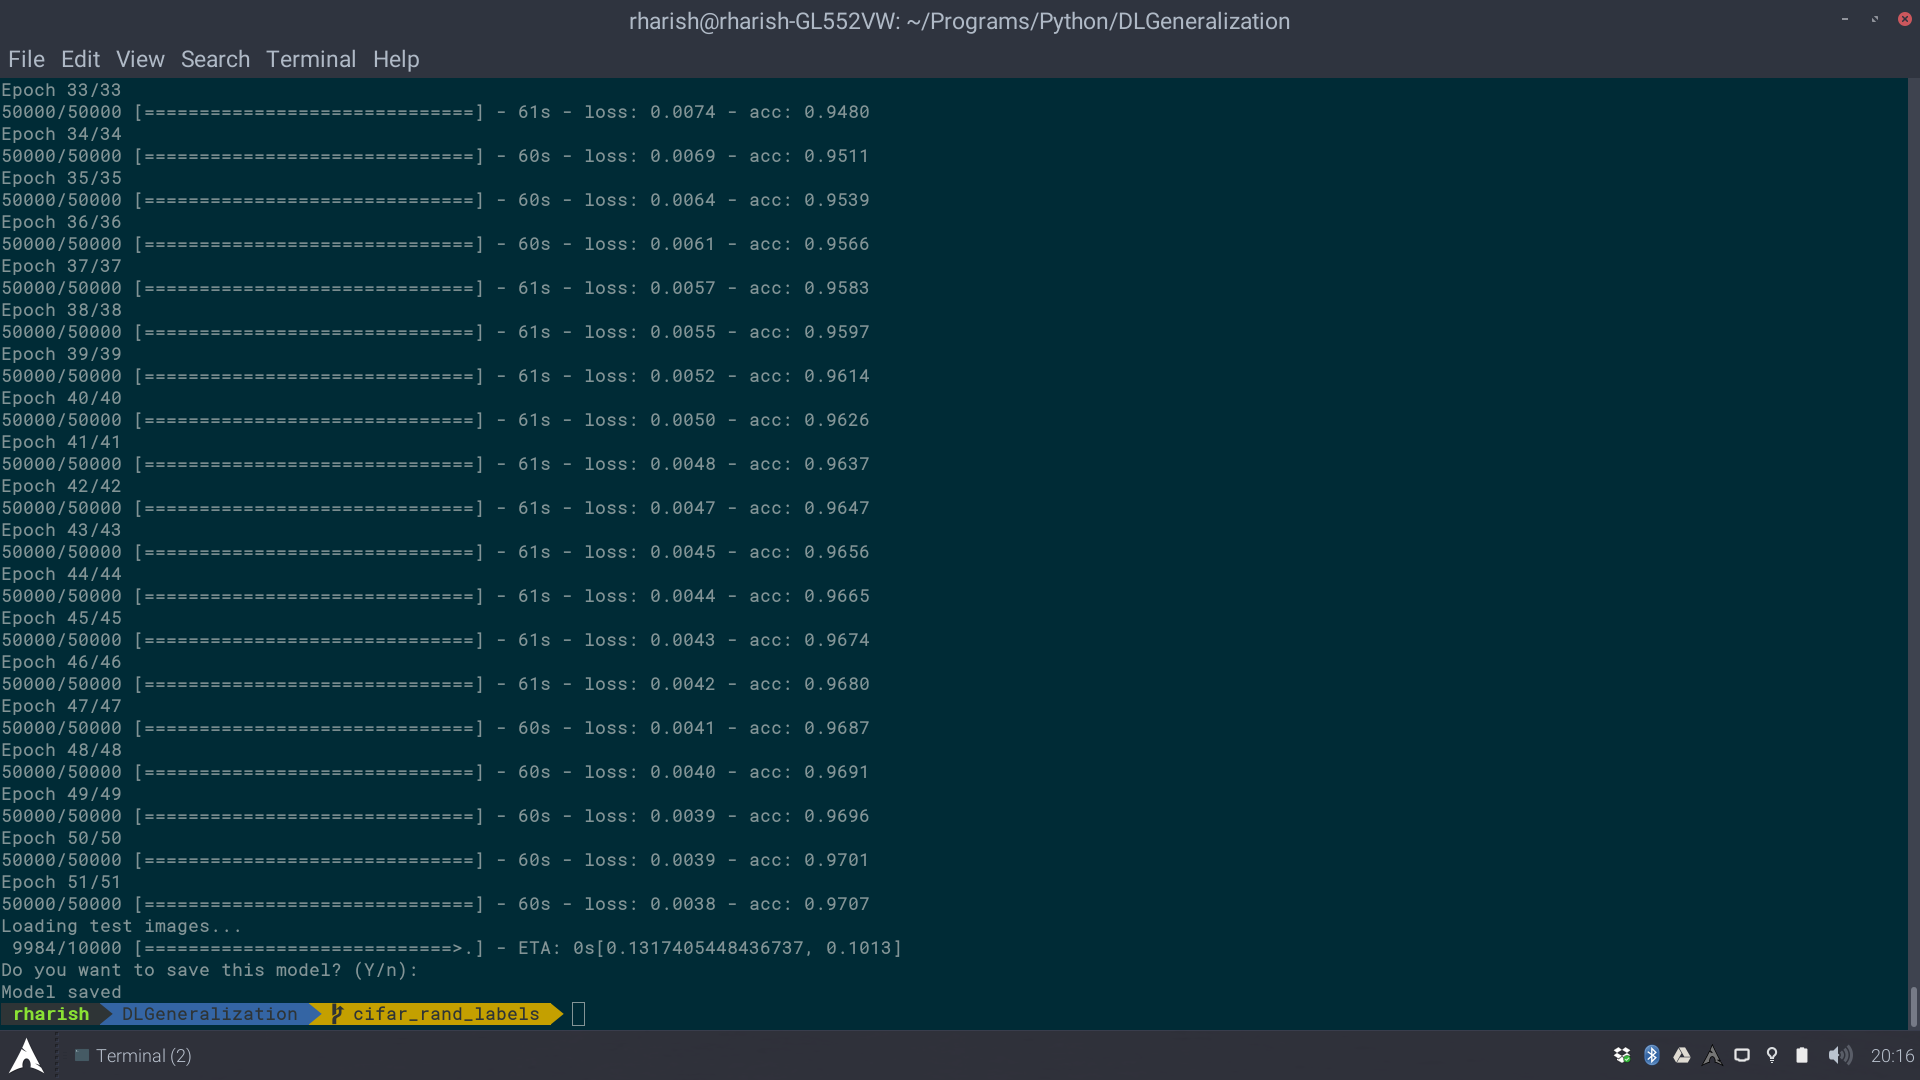 rharish@rharish-GL552VW: ~/Programs/Python/DLGeneralization
File Edit View Search Terminal Help
Epoch 33/33
50000/50000 [==============================] - 61s - loss: 0.0074 - acc: 0.9480
Epoch 34/34
50000/50000 [==============================] - 60s - loss: 0.0069 - acc: 0.9511
Epoch 35/35
50000/50000 [==============================] - 60s - loss: 0.0064 - acc: 0.9539
Epoch 36/36
50000/50000 [==============================] - 60s - loss: 0.0061 - acc: 0.9566
Epoch 37/37
50000/50000 [==============================] - 61s - loss: 0.0057 - acc: 0.9583
Epoch 38/38
50000/50000 [==============================] - 61s - loss: 0.0055 - acc: 0.9597
Epoch 39/39
50000/50000 [==============================] - 61s - loss: 0.0052 - acc: 0.9614
Epoch 40/40
50000/50000 [==============================] - 61s - loss: 0.0050 - acc: 0.9626
Epoch 41/41
50000/50000 [==============================] - 61s - loss: 0.0048 - acc: 0.9637
Epoch 42/42
50000/50000 [==============================] - 61s - loss: 0.0047 - acc: 0.9647
Epoch 43/43
50000/50000 [==============================] - 61s - loss: 0.0045 - acc: 0.9656
Epoch 44/44
50000/50000 [==============================] - 61s - loss: 0.0044 - acc: 0.9665
Epoch 45/45
50000/50000 [==============================] - 61s - loss: 0.0043 - acc: 0.9674
Epoch 46/46
50000/50000 [==============================] - 61s - loss: 0.0042 - acc: 0.9680
Epoch 47/47
50000/50000 [==============================] - 60s - loss: 0.0041 - acc: 0.9687
Epoch 48/48
50000/50000 [==============================] - 60s - loss: 0.0040 - acc: 0.9691
Epoch 49/49
50000/50000 [==============================] - 60s - loss: 0.0039 - acc: 0.9696
Epoch 50/50
50000/50000 [==============================] - 60s - loss: 0.0039 - acc: 0.9701
Epoch 51/51
50000/50000 [==============================] - 60s - loss: 0.0038 - acc: 0.9707
Loading test images...
9984/10000 [============================>.] - ETA: 0s[0.1317405448436737, 0.1013]
Do you want to save this model? (Y/n):
Model saved
rharish DLGeneralization cifar_rand_labels
Terminal (2) 20:16